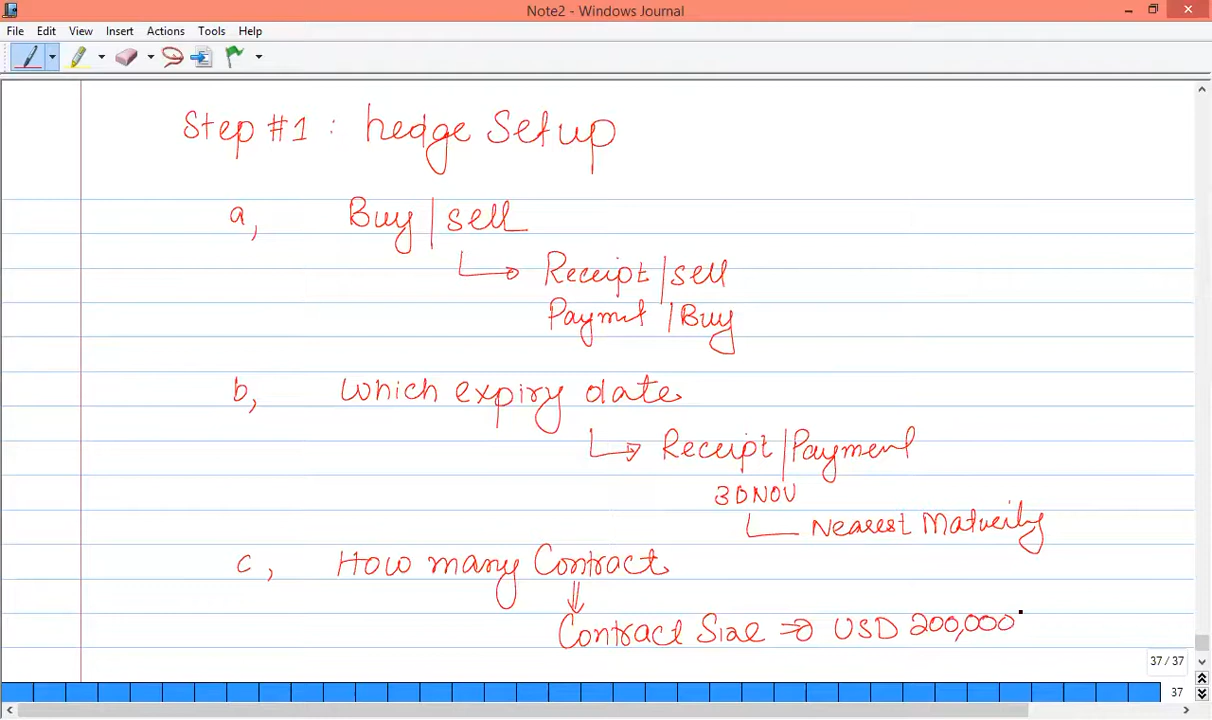 Note2 - Windows Journal
File Edit View Insert Actions Tools Help
Step #1 : hedge Setup
a, Buy | sell
Receipt | sell
Paymnt | Buy
b, Which expiry date
Receipt | Payment
30 NOV
Nearest Maturity
c, How many Contract
Contract Size ⇒ USD 200,000
37 / 37
37